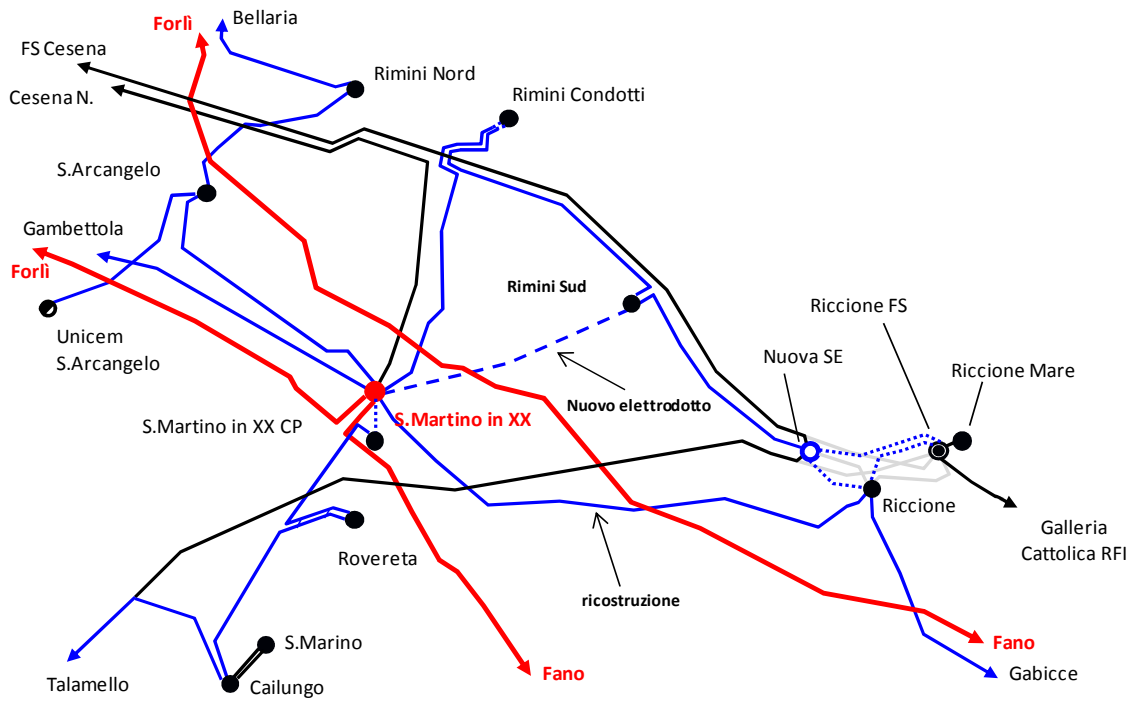 Forlì
Bellaria
FS Cesena
Rimini Nord
Cesena N.
Rimini Condotti
S.Arcangelo
Gambettola
Forlì
Rimini Sud
Riccione FS
Unicem
S.Arcangelo
Nuova SE
Riccione Mare
Nuovo elettrodotto
S.Martino in XX CP
S.Martino in XX
Riccione
Galleria
Cattolica RFI
Rovereta
ricostruzione
S.Marino
Fano
Talamello
Cailungo
Fano
Gabicce